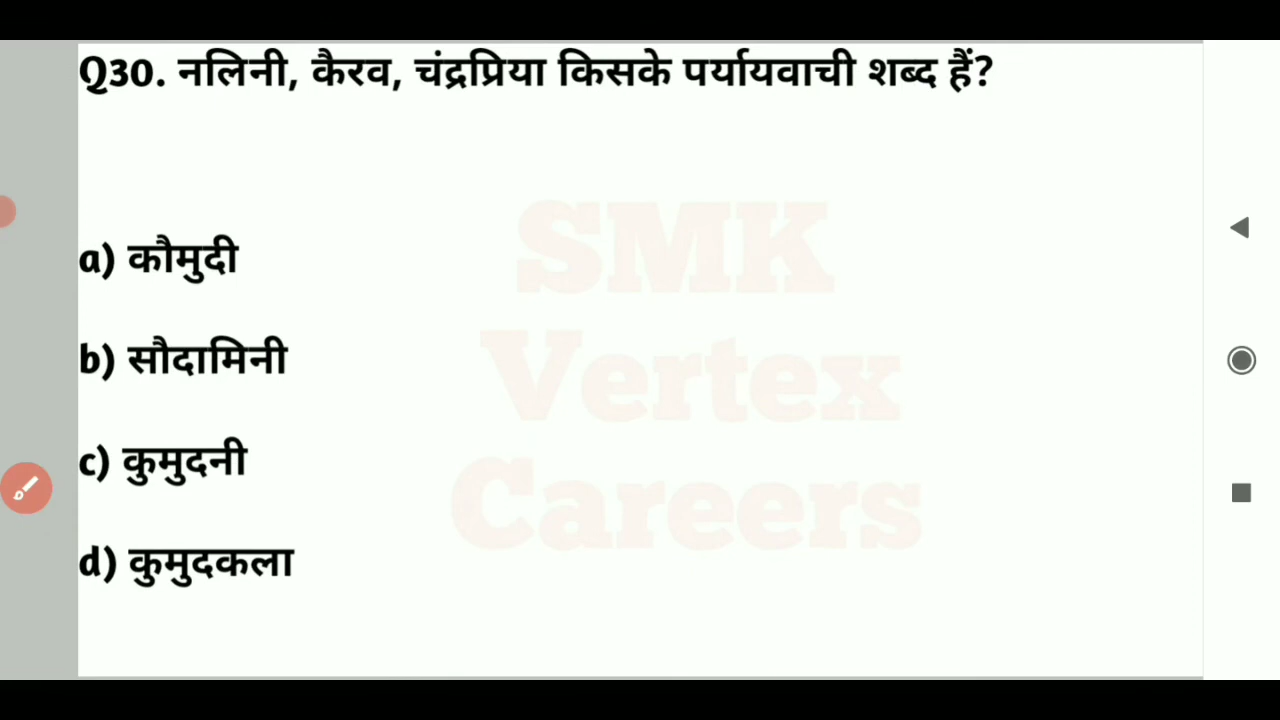 Q30. नलिनी, कैरव, चंद्रप्रिया किसके पर्यायवाची शब्द हैं?
SMK
a) कौमुदी
Vertex
b) सौदामिनी
c) कुमुदनी
Careers
d) कुमुदकला